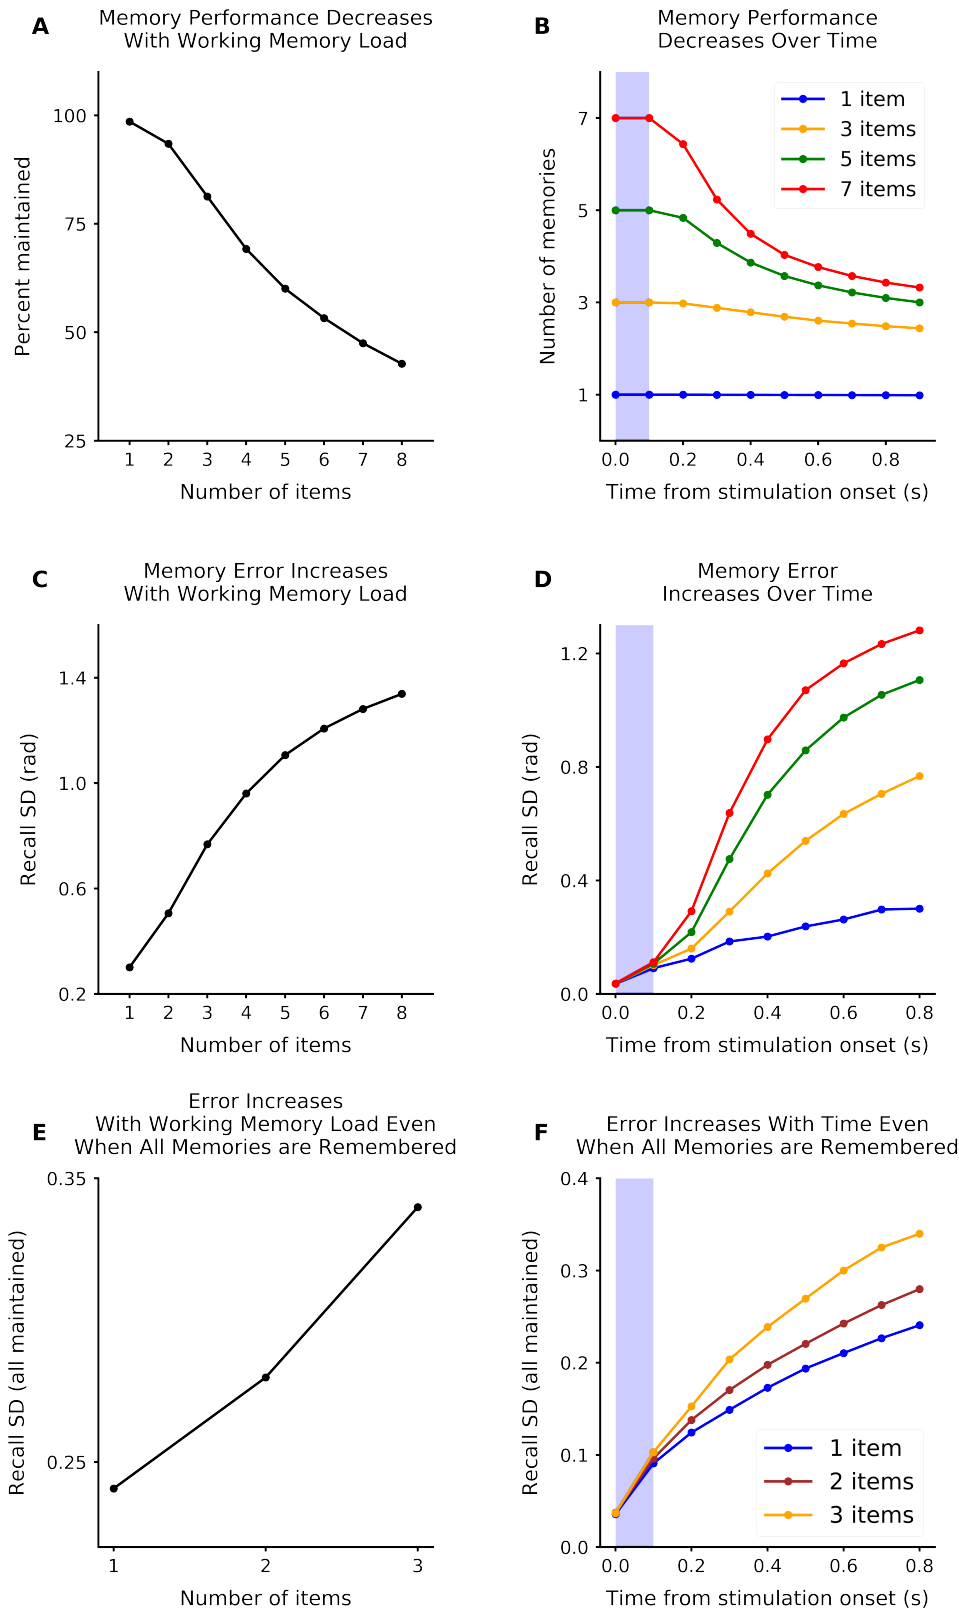 A
Memory Performance Decreases
With Working Memory Load
Percent maintained
100
75
50
25
1 2 3 4 5 6 7 8
Number of items
B
Memory Performance
Decreases Over Time
Number of memories
7
5
3
1
1 item
3 items
5 items
7 items
0.0 0.2 0.4 0.6 0.8
Time from stimulation onset (s)
C
Memory Error Increases
With Working Memory Load
Recall SD (rad)
1.4
1.0
0.6
0.2
1 2 3 4 5 6 7 8
Number of items
D
Memory Error
Increases Over Time
Recall SD (rad)
1.2
0.8
0.4
0.0
0.0 0.2 0.4 0.6 0.8
Time from stimulation onset (s)
E
Error Increases
With Working Memory Load Even
When All Memories are Remembered
Recall SD (all maintained)
0.35
0.25
1 2 3
Number of items
F
Error Increases With Time Even
When All Memories are Remembered
Recall SD (all maintained)
0.4
0.3
0.2
0.1
0.0
1 item
2 items
3 items
0.0 0.2 0.4 0.6 0.8
Time from stimulation onset (s)